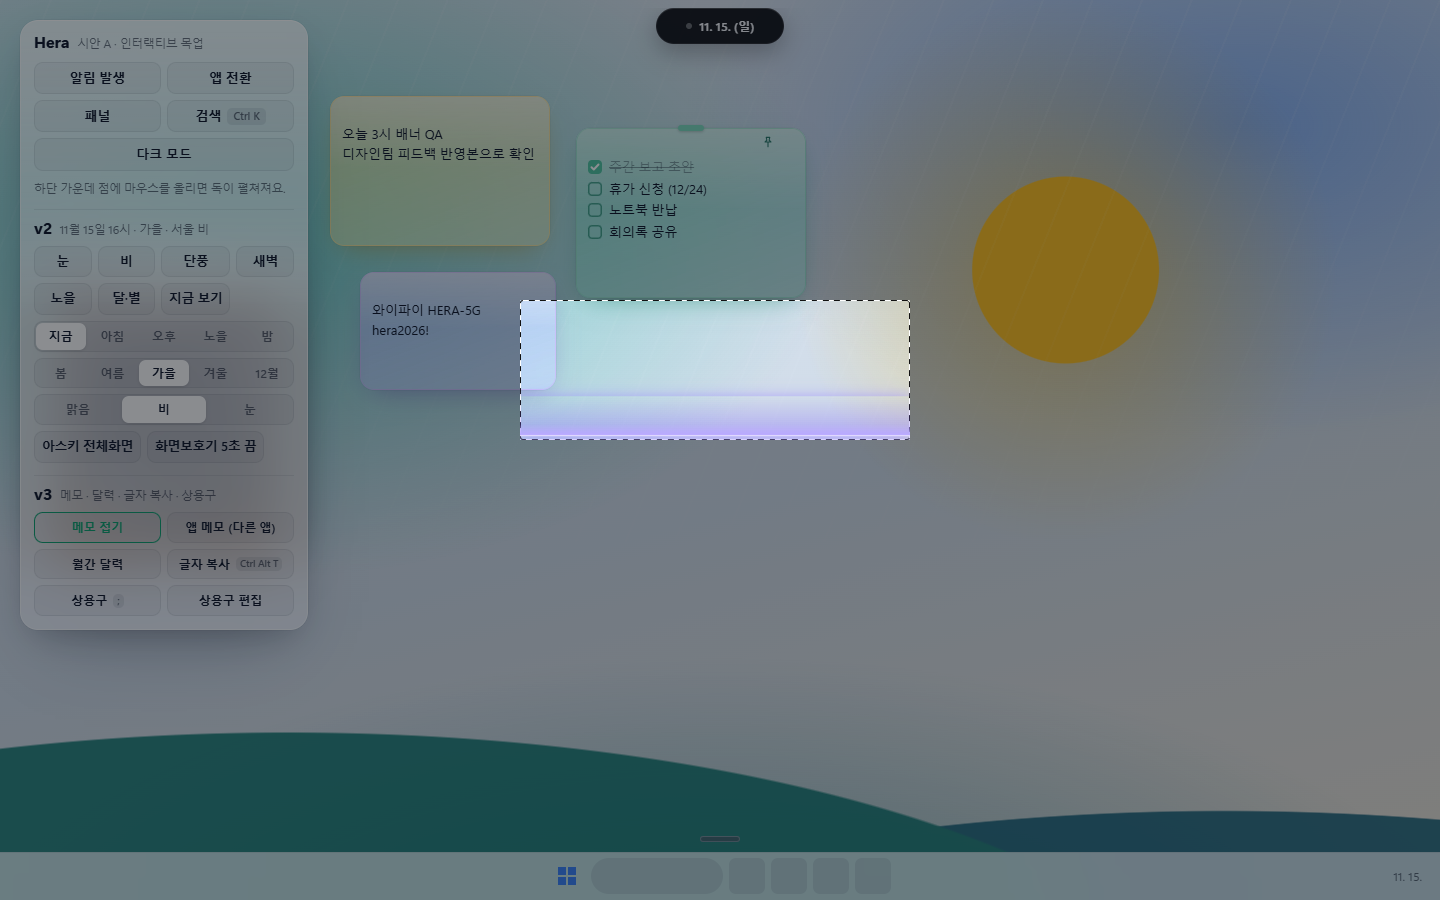 11. 15. (일)
Hera 시안 A · 인터랙티브 목업
알림 발생 앱 전환
패널 검색 Ctrl K
다크 모드
하단 가운데 점에 마우스를 올리면 독이 펼쳐져요.
v2 11월 15일 16시 · 가을 · 서울 비
눈 비 단풍 새벽
노을 달·별 지금 보기
지금 아침 오후 노을 밤
봄 여름 가을 겨울 12월
맑음 비 눈
아스키 전체화면 화면보호기 5초 끔
v3 메모 · 달력 · 글자 복사 · 상용구
메모 접기 앱 메모 (다른 앱)
월간 달력 글자 복사 Ctrl Alt T
상용구 ; 상용구 편집
오늘 3시 배너 QA
디자인팀 피드백 반영본으로 확인
주간 보고 초안
휴가 신청 (12/24)
노트북 반납
회의록 공유
와이파이 HERA-5G
hera2026!
11. 15.